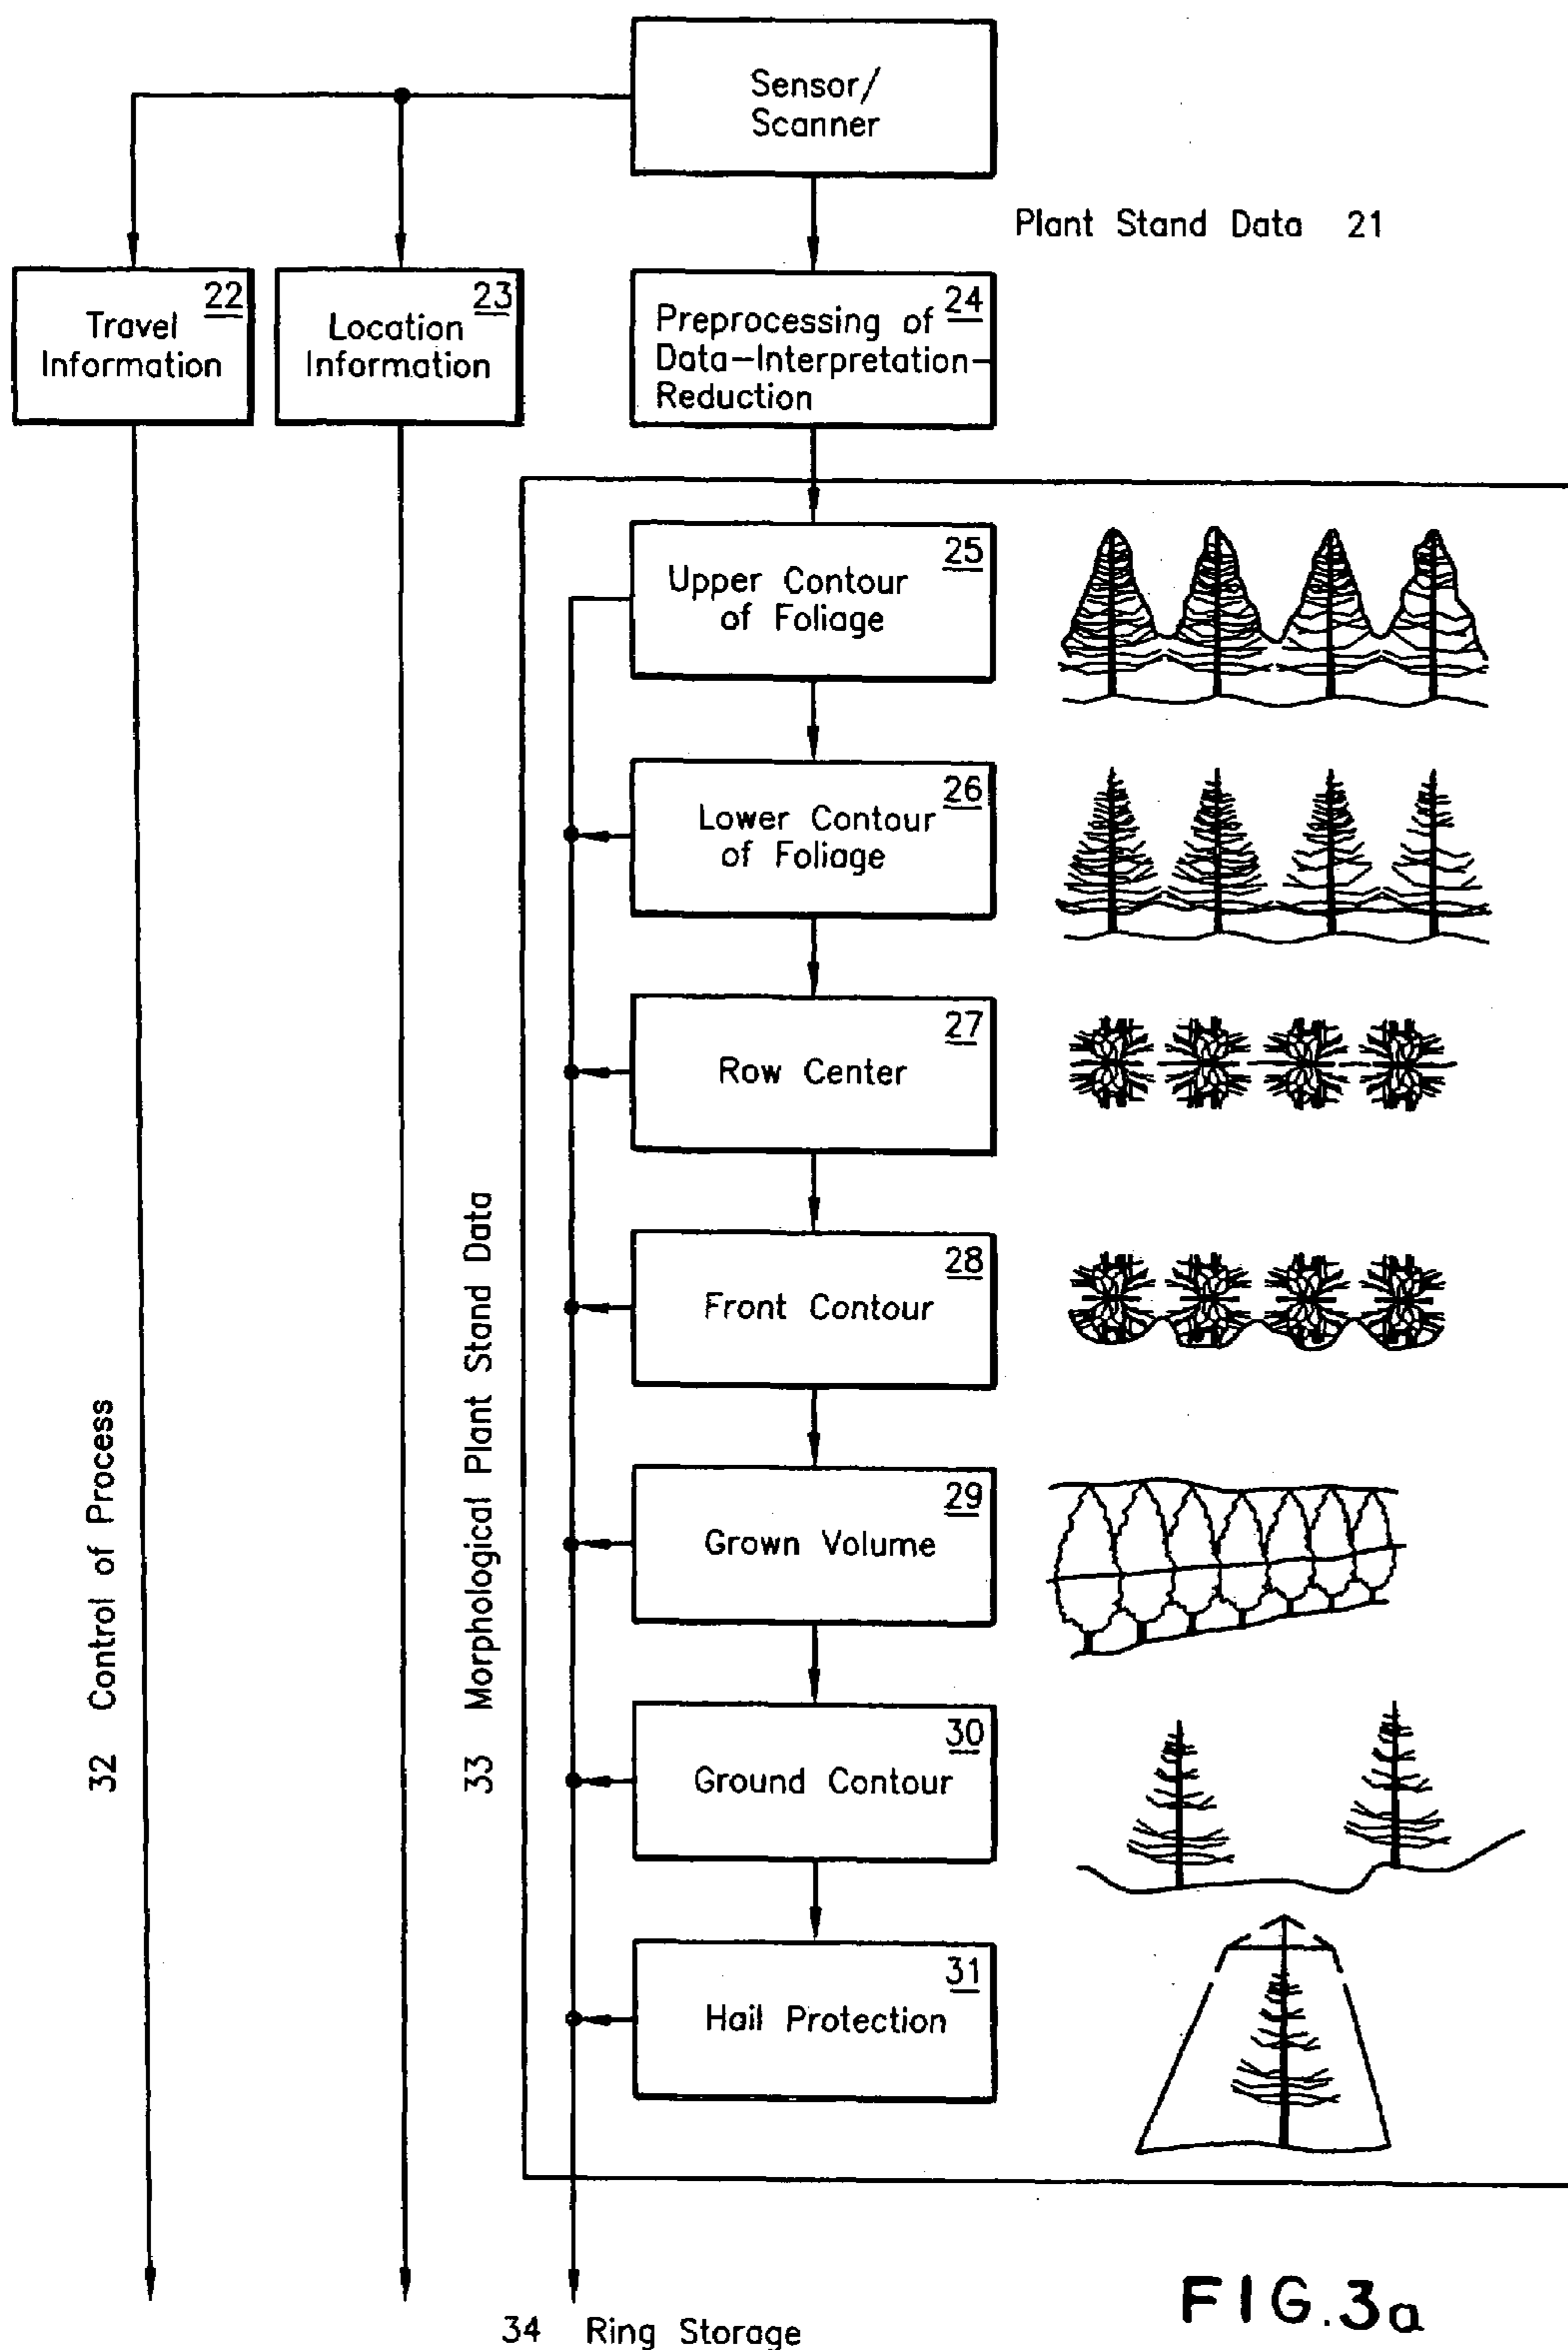 Sensor/
Scanner
Plant Stand Data 21
22
Travel
Information
23
Location
Information
24
Preprocessing of
Data-Interpretation-
Reduction
25
Upper Contour
of Foliage
26
Lower Contour
of Foliage
27
Row Center
28
Front Contour
29
Grown Volume
30
Ground Contour
31
Hail Protection
32 Control of Process
33 Morphological Plant Stand Data
34 Ring Storage
FIG.3a